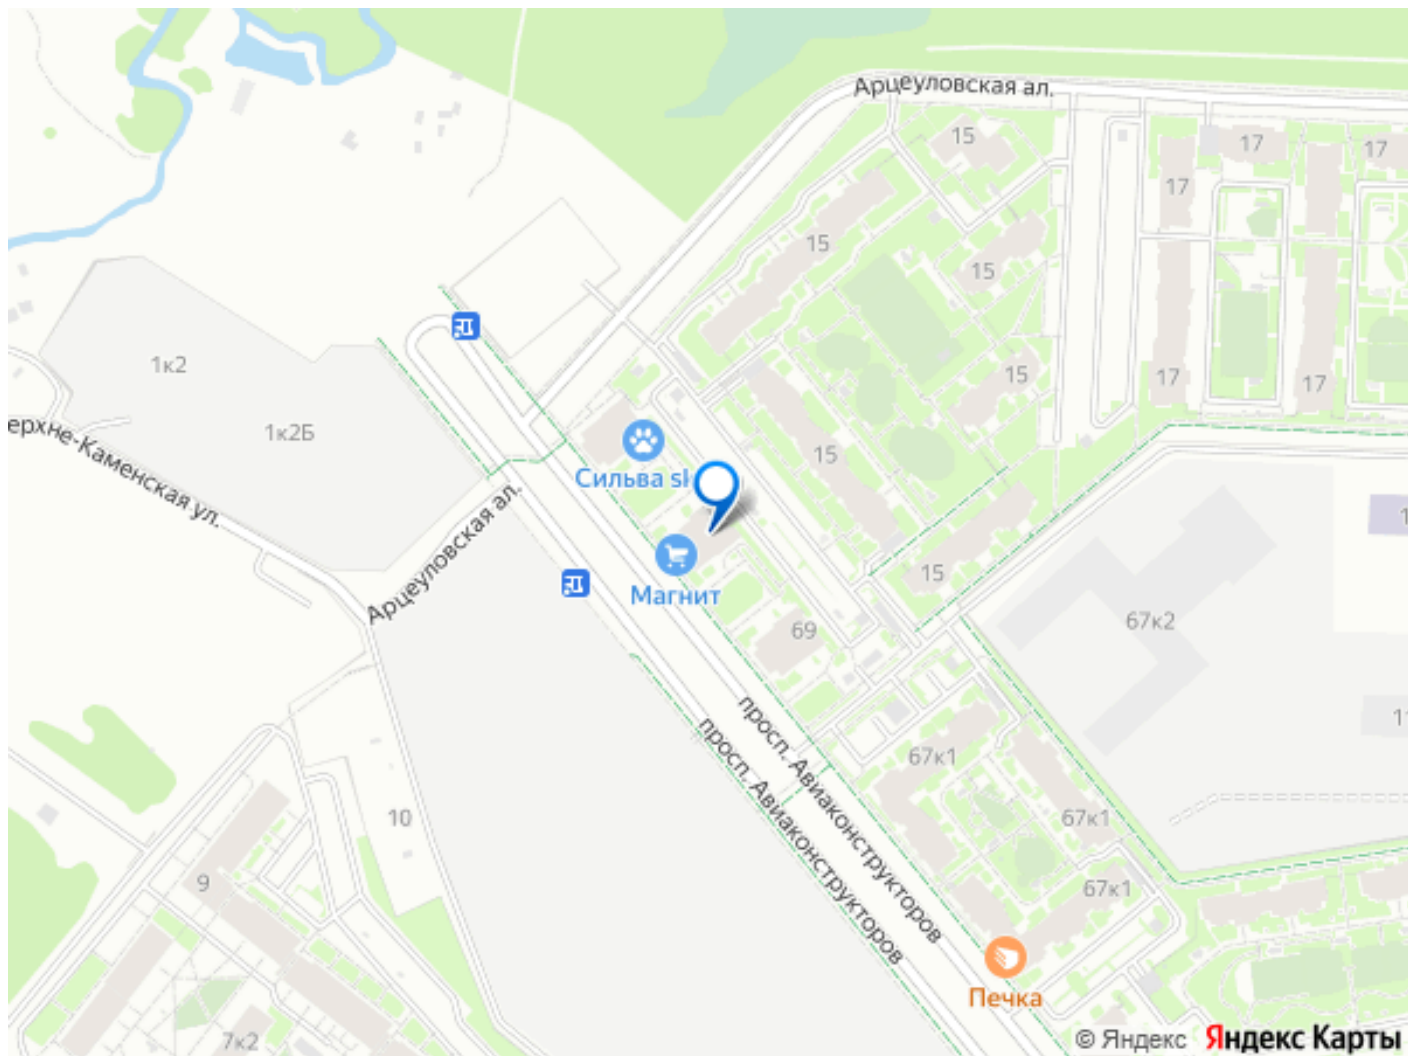 Арцеуловская ал.
15
17
17
17
15
15
1к2
15
17
17
1к2Б
ерхне-Каменская ул.
Сильва sl
15
Арцеуловская ал.
Магнит
15
67к2
69
просп. Авиаконструкторов
просп. Авиаконструкторов
67к1
10
67к1
9
67к1
Печка
7к2
© Яндекс Яндекс Карты